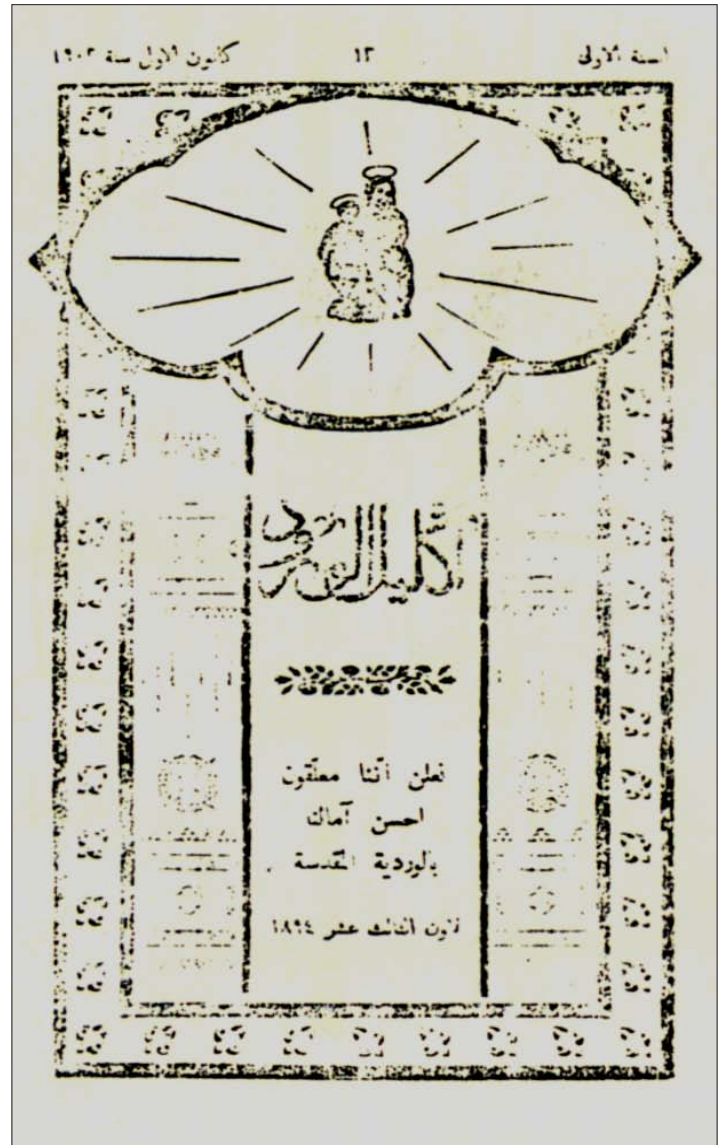 السنة الاولى
١٢
كانون الاول سنة ١٩٠٢
اكليل الورود
نعلن اننا معلقون
احسن آمالنا
بالوردية المقدسة
لاون الثالث عشر ١٨٩٤